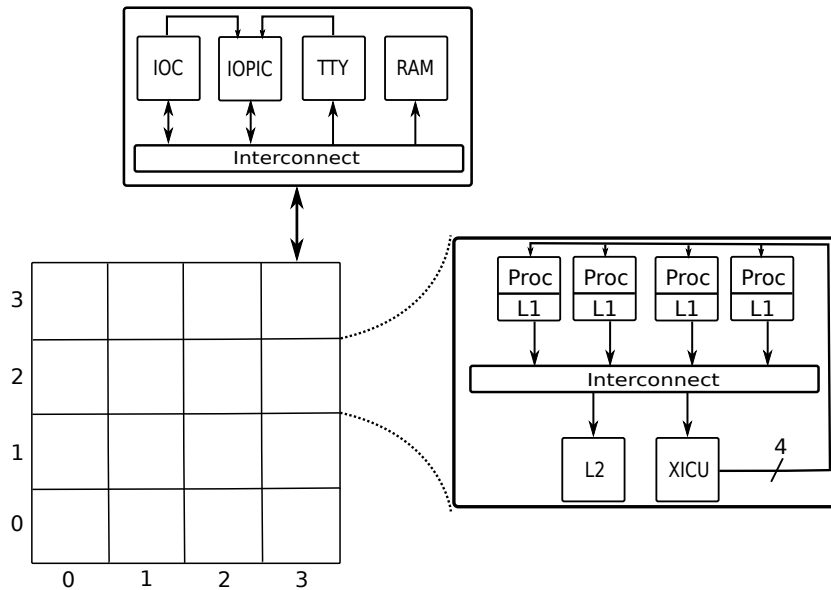 IOC IOPIC TTY RAM
Interconnect
Proc Proc Proc Proc
L1 L1 L1 L1
Interconnect
L2 XICU 4
3
2
1
0
0 1 2 3